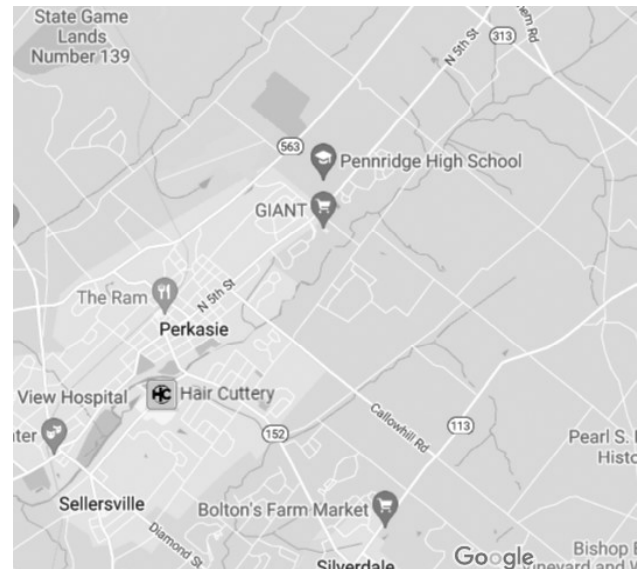 State Game
Lands
Number 139
313
N 5th St
563
Pennridge High School
GIANT
The Ram
N 5th St
Perkasie
View Hospital
HC
Hair Cuttery
Callowhill Rd
113
152
Pearl S.
Sellersville
Bolton's Farm Market
Diamond St
Silverdale
Google
Bishop